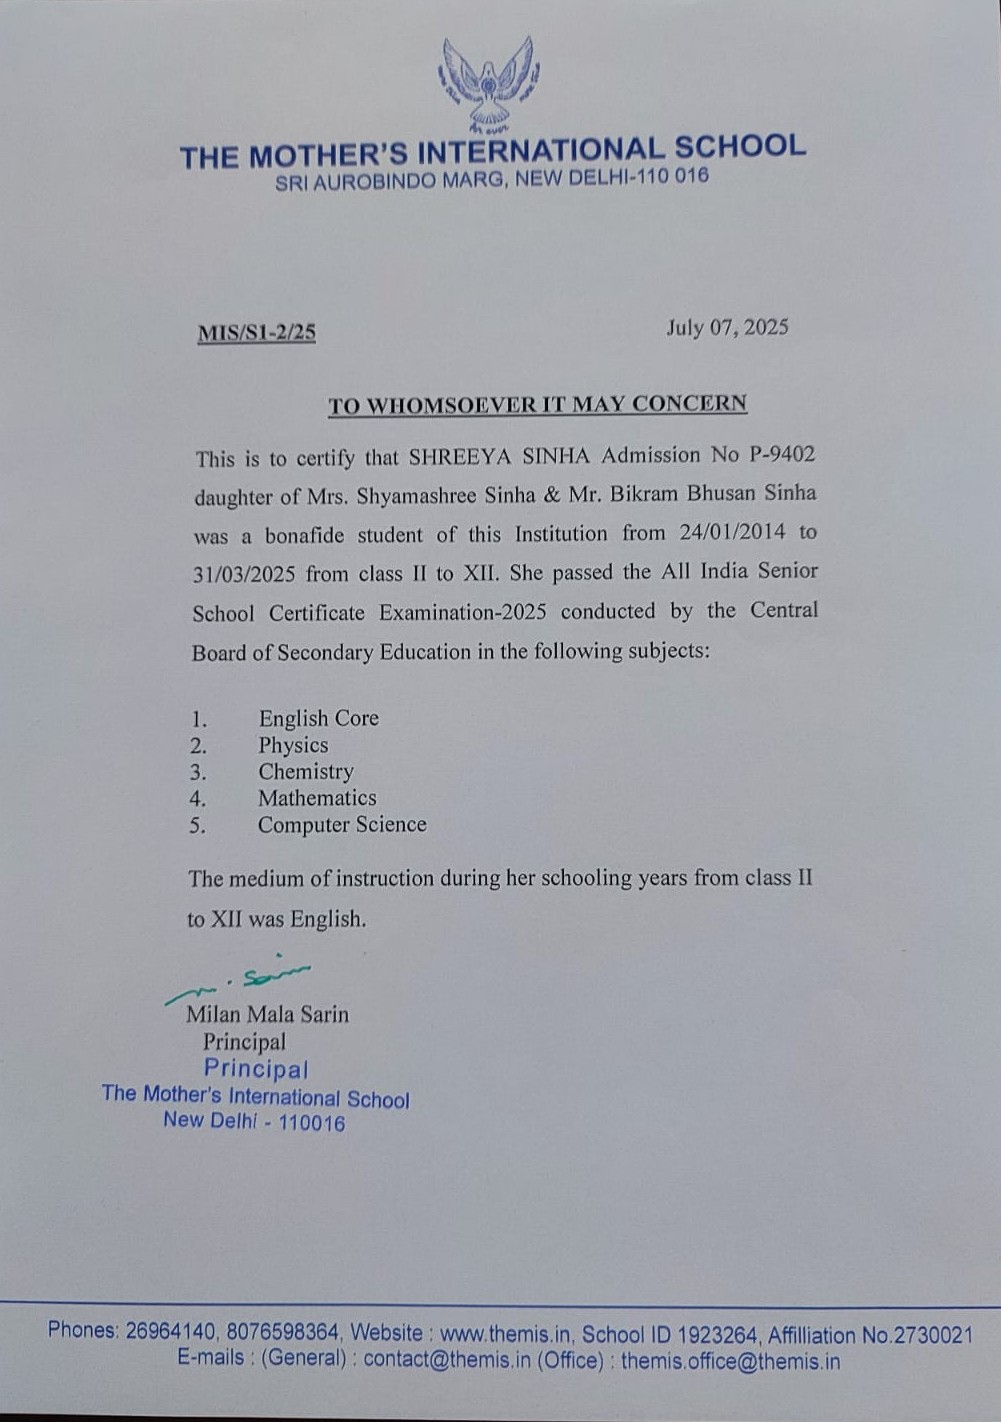 An ever
THE MOTHER'S INTERNATIONAL SCHOOL
SRI AUROBINDO MARG, NEW DELHI-110 016
MIS/S1-2/25
July 07, 2025
TO WHOMSOEVER IT MAY CONCERN
This is to certify that SHREEYA SINHA Admission No P-9402
daughter of Mrs. Shyamashree Sinha & Mr. Bikram Bhusan Sinha
was a bonafide student of this Institution from 24/01/2014 to
31/03/2025 from class II to XII. She passed the All India Senior
School Certificate Examination-2025 conducted by the Central
Board of Secondary Education in the following subjects:
1. English Core
2. Physics
3. Chemistry
4. Mathematics
5. Computer Science
The medium of instruction during her schooling years from class II
to XII was English.
M. Sarin
Milan Mala Sarin
Principal
Principal
The Mother's International School
New Delhi - 110016
Phones: 26964140, 8076598364, Website : www.themis.in, School ID 1923264, Affilliation No.2730021
E-mails : (General) : contact@themis.in (Office) : themis.office@themis.in